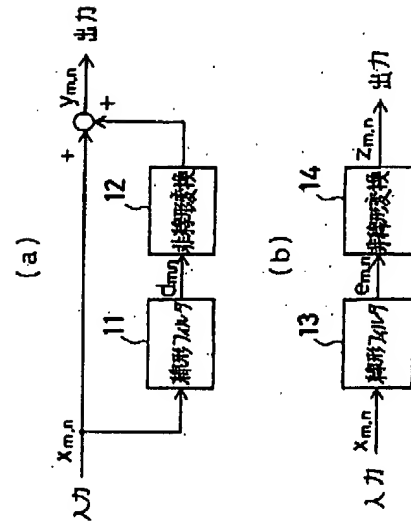 (a)
入力
x_{m,n}
11
線形フィルタ
d_{m,n}
12
非線形変換
+
+
y_{m,n}
出力
(b)
入力
x_{m,n}
13
線形フィルタ
e_{m,n}
14
非線形変換
z_{m,n}
出力